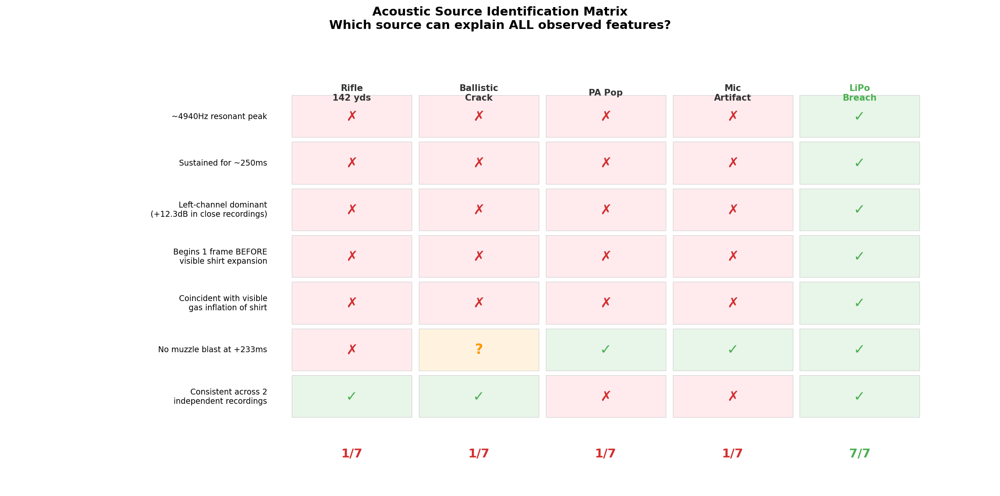 Acoustic Source Identification Matrix
Which source can explain ALL observed features?
Rifle
142 yds
Ballistic
Crack
PA Pop
Mic
Artifact
LiPo
Breach
~4940Hz resonant peak
✗ ✗ ✗ ✗ ✓
Sustained for ~250ms
✗ ✗ ✗ ✗ ✓
Left-channel dominant
(+12.3dB in close recordings)
✗ ✗ ✗ ✗ ✓
Begins 1 frame BEFORE
visible shirt expansion
✗ ✗ ✗ ✗ ✓
Coincident with visible
gas inflation of shirt
✗ ✗ ✗ ✗ ✓
No muzzle blast at +233ms
✗ ? ✓ ✓ ✓
Consistent across 2
independent recordings
✓ ✓ ✗ ✗ ✓
1/7 1/7 1/7 1/7 7/7